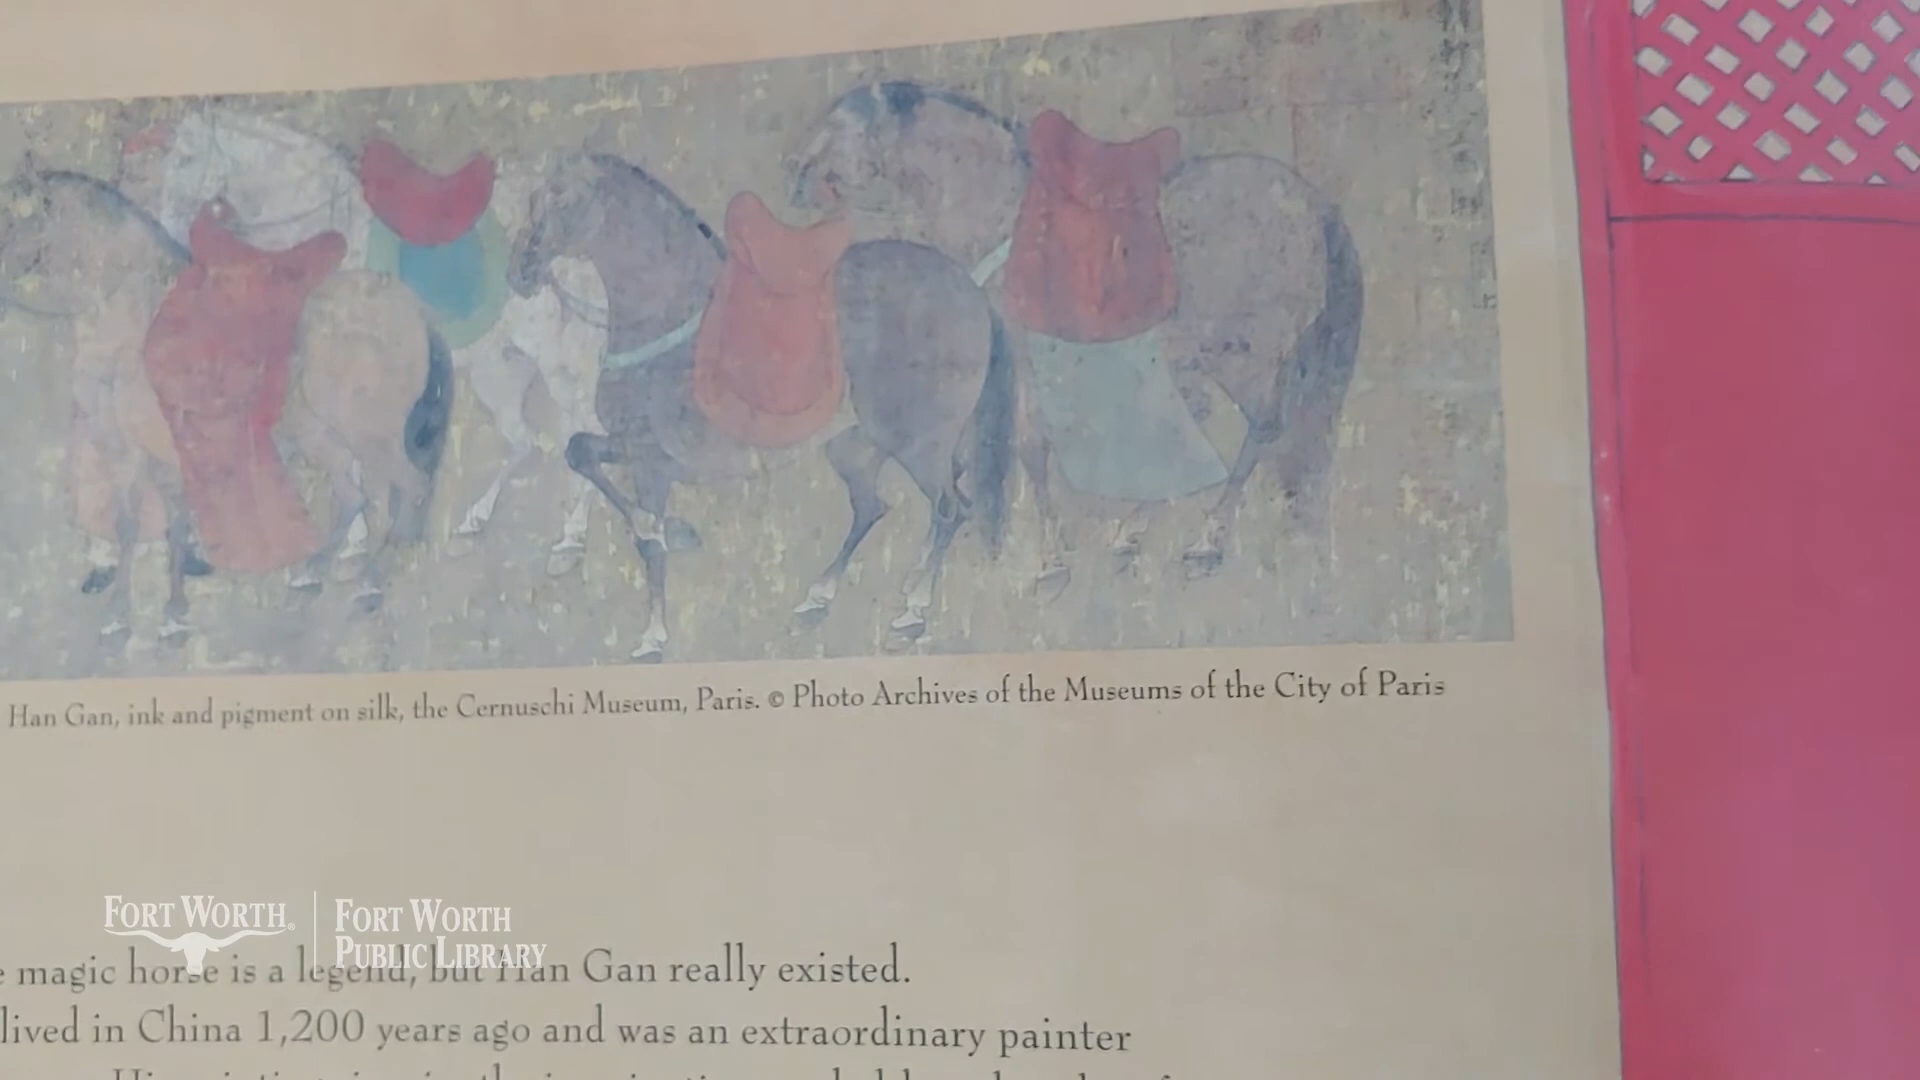 Han Gan, ink and pigment on silk, the Cernuschi Museum, Paris. © Photo Archives of the Museums of the City of Paris
FORT WORTH®
FORT WORTH
PUBLIC LIBRARY
magic horse is a legend, but Han Gan really existed.
lived in China 1,200 years ago and was an extraordinary painter